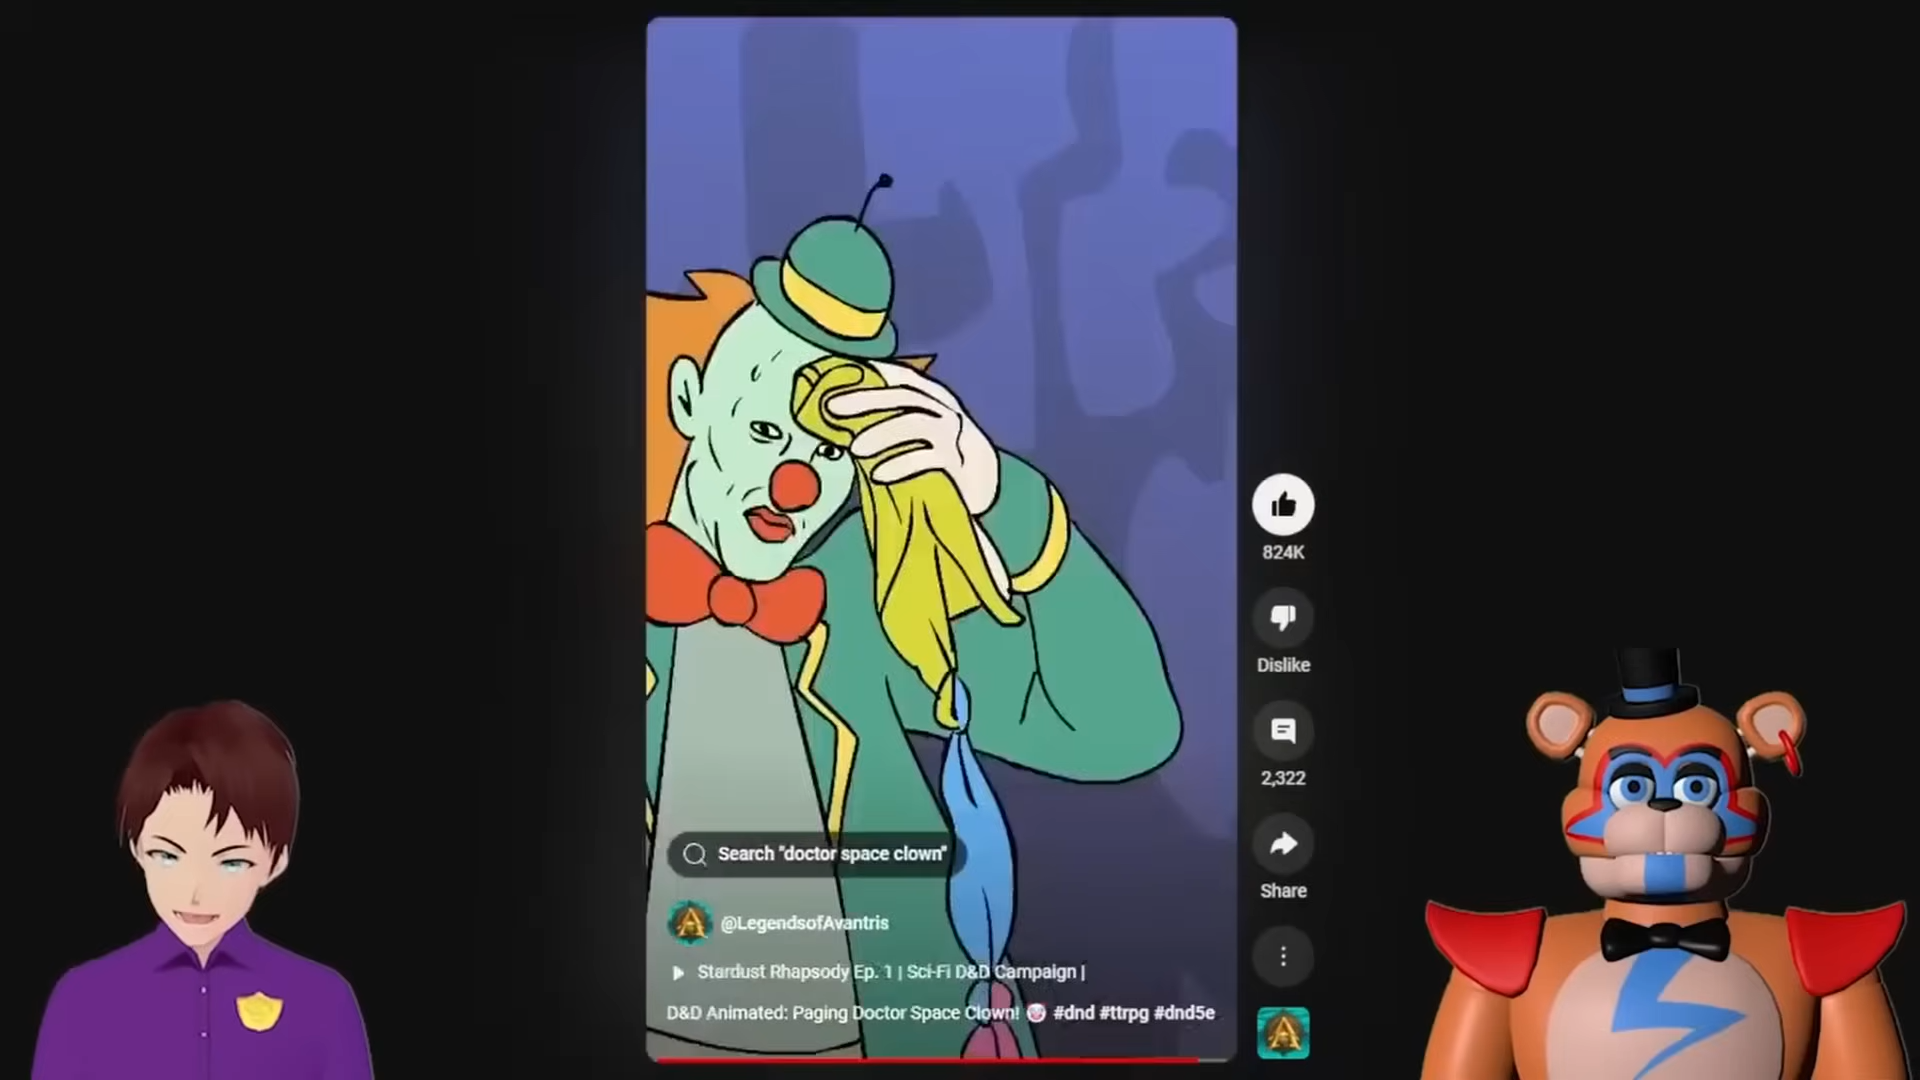 824K
Dislike
2,322
Share
Search "doctor space clown"
@LegendsofAvantris
Stardust Rhapsody Ep. 1 | Sci-Fi D&D Campaign |
D&D Animated: Paging Doctor Space Clown! 🤡 #dnd #ttrpg #dnd5e